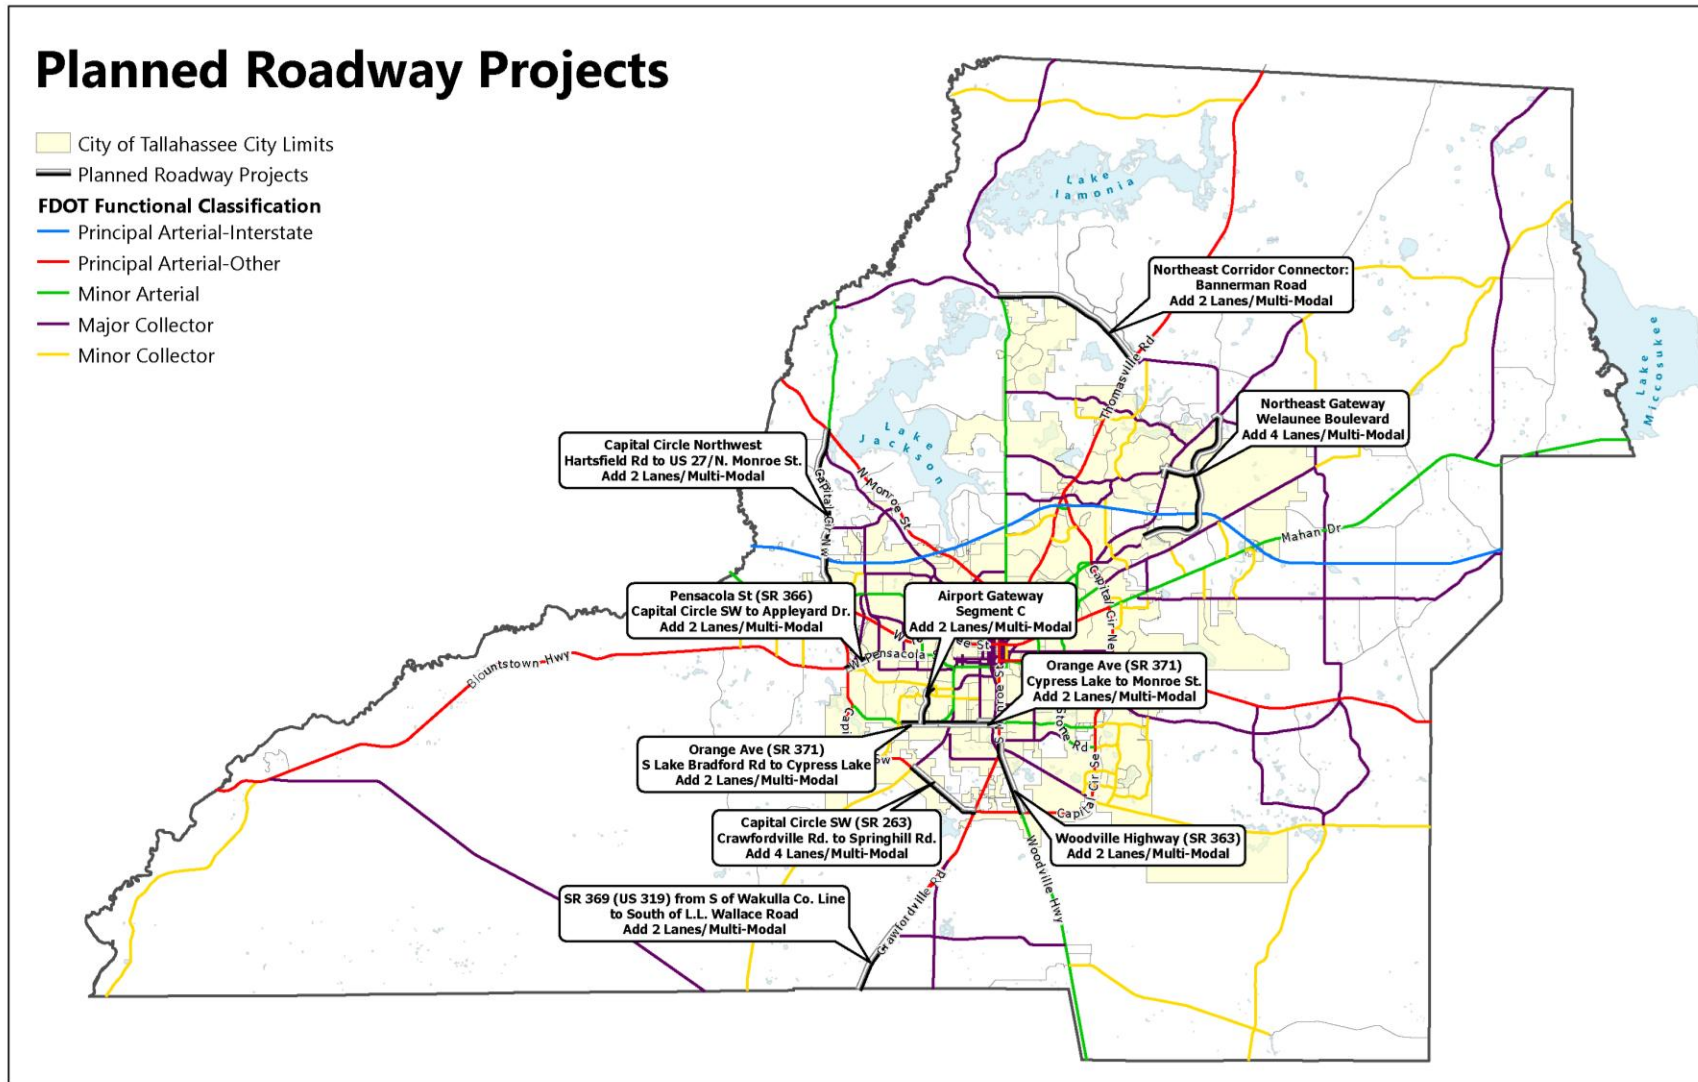 Planned Roadway Projects
City of Tallahassee City Limits
Planned Roadway Projects
FDOT Functional Classification
Principal Arterial-Interstate
Principal Arterial-Other
Minor Arterial
Major Collector
Minor Collector
Lake
Iamonia
Northeast Corridor Connector:
Bannerman Road
Add 2 Lanes/Multi-Modal
Lake
Miccosukee
Thomasville Rd
Northeast Gateway
Welaunee Boulevard
Add 4 Lanes/Multi-Modal
Lake
Jackson
Capital Circle Northwest
Hartsfield Rd to US 27/N. Monroe St.
Add 2 Lanes/Multi-Modal
N Monroe St
Capital Cir Nw
Mahan Dr
Capital Cir Ne
Pensacola St (SR 366)
Capital Circle SW to Appleyard Dr.
Add 2 Lanes/Multi-Modal
Airport Gateway
Segment C
Add 2 Lanes/Multi-Modal
W Pensacola S
Blountstown Hwy
Orange Ave (SR 371)
Cypress Lake to Monroe St.
Add 2 Lanes/Multi-Modal
Capi
Orange Ave (SR 371)
S Lake Bradford Rd to Cypress Lake
Add 2 Lanes/Multi-Modal
Sw
Capital Cir Se
Capital Circle SW (SR 263)
Crawfordville Rd. to Springhill Rd.
Add 4 Lanes/Multi-Modal
Woodville Highway (SR 363)
Add 2 Lanes/Multi-Modal
Woodville Hwy
SR 369 (US 319) from S of Wakulla Co. Line
to South of L.L. Wallace Road
Add 2 Lanes/Multi-Modal
Crawfordville Rd